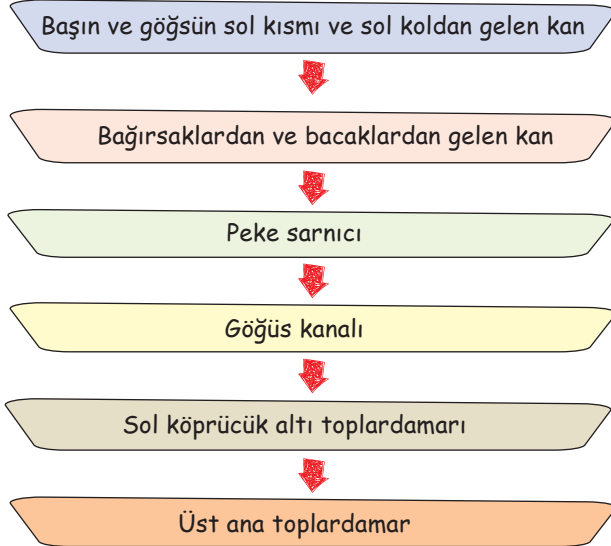 Başın ve göğsün sol kısmı ve sol koldan gelen kan
Bağırsaklardan ve bacaklardan gelen kan
Peke sarnıcı
Göğüs kanalı
Sol köprücük altı toplardamarı
Üst ana toplardamar